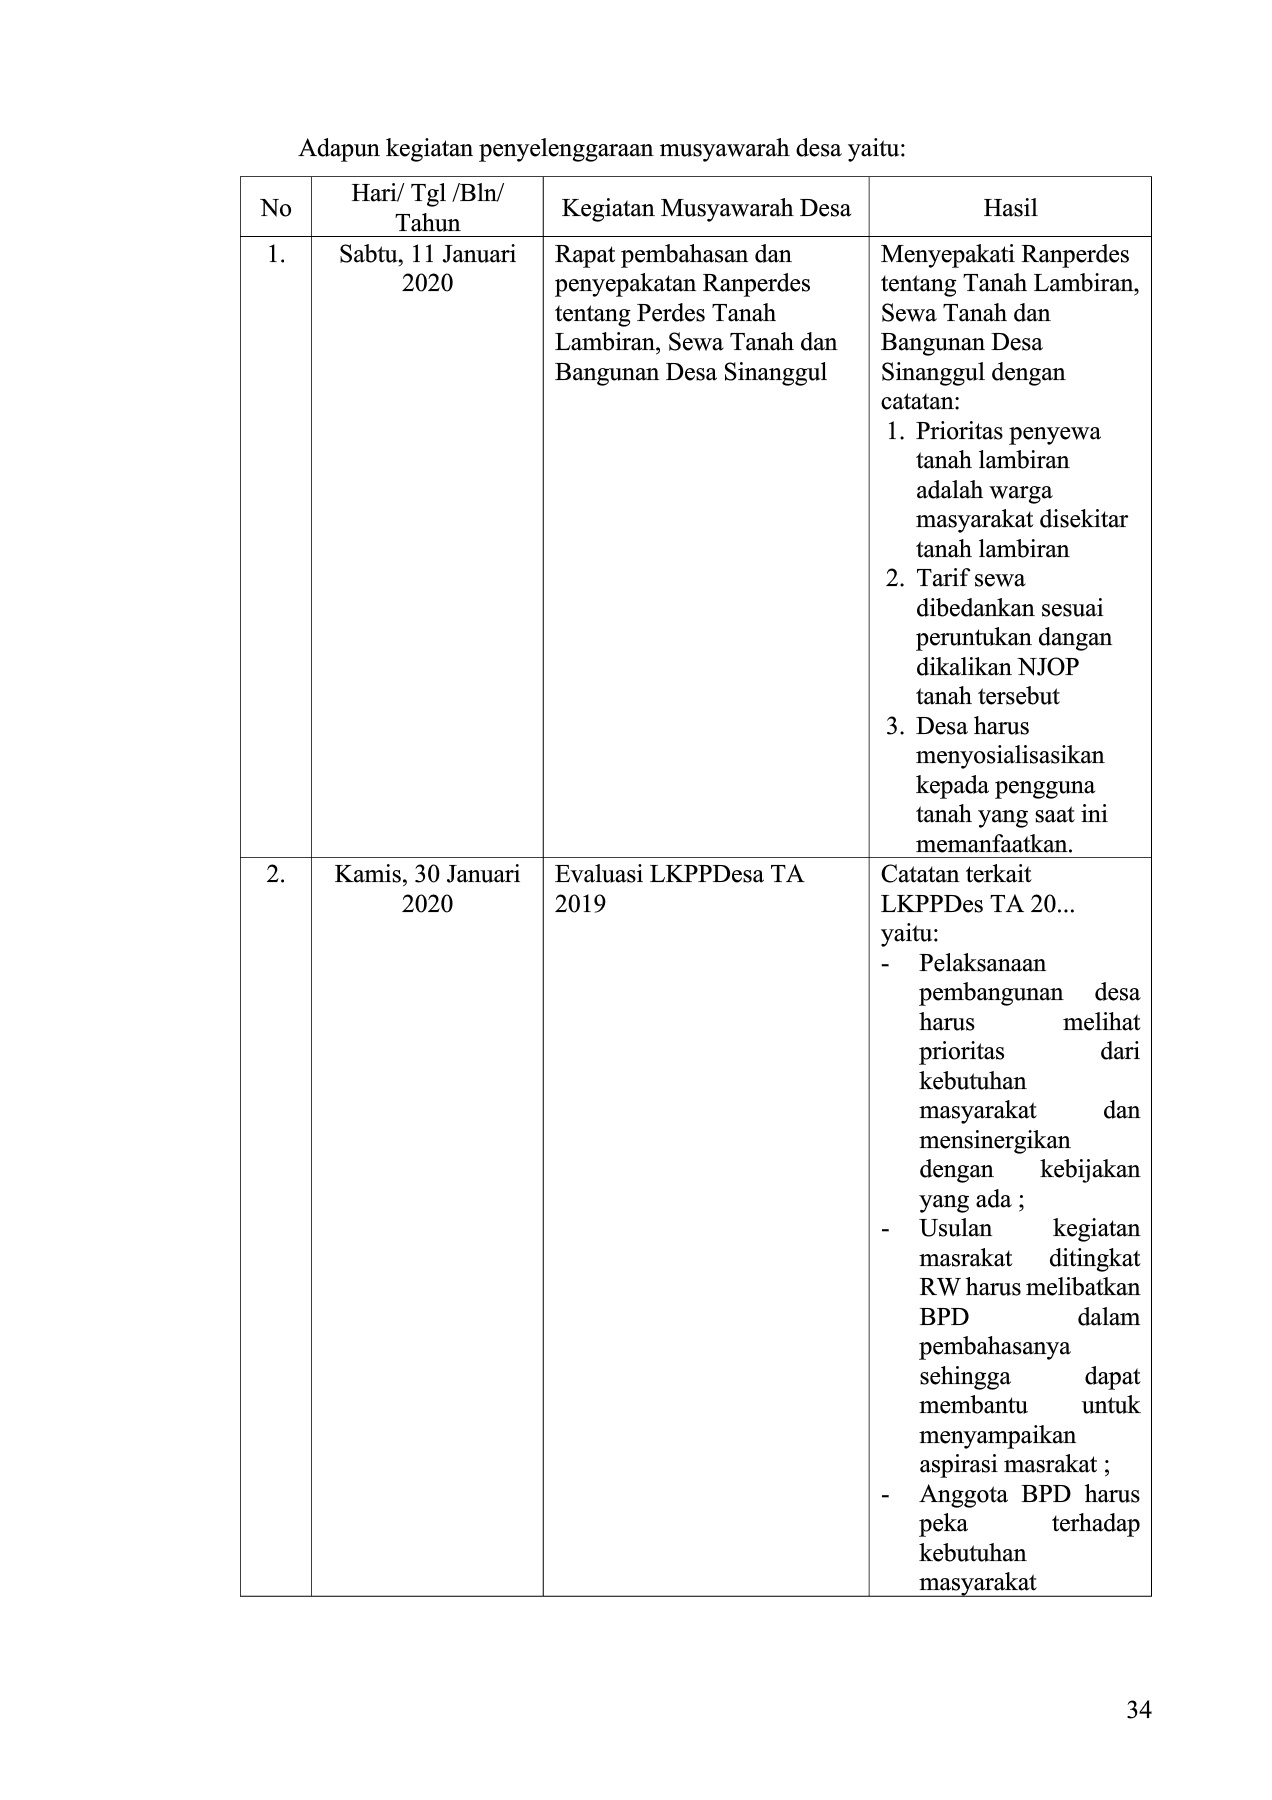 Adapun kegiatan penyelenggaraan musyawarah desa yaitu:
No
Hari/ Tgl /Bln/
Tahun
Kegiatan Musyawarah Desa
Hasil
1.
Sabtu, 11 Januari
2020
Rapat pembahasan dan
penyepakatan Ranperdes
tentang Perdes Tanah
Lambiran, Sewa Tanah dan
Bangunan Desa Sinanggul
Menyepakati Ranperdes
tentang Tanah Lambiran,
Sewa Tanah dan
Bangunan Desa
Sinanggul dengan
catatan:
1. Prioritas penyewa
tanah lambiran
adalah warga
masyarakat disekitar
tanah lambiran
2. Tarif sewa
dibedankan sesuai
peruntukan dangan
dikalikan NJOP
tanah tersebut
3. Desa harus
menyosialisasikan
kepada pengguna
tanah yang saat ini
memanfaatkan.
2.
Kamis, 30 Januari
2020
Evaluasi LKPPDesa TA
2019
Catatan terkait
LKPPDes TA 20...
yaitu:
- Pelaksanaan
pembangunan desa
harus melihat
prioritas dari
kebutuhan
masyarakat dan
mensinergikan
dengan kebijakan
yang ada ;
- Usulan kegiatan
masrakat ditingkat
RW harus melibatkan
BPD dalam
pembahasanya
sehingga dapat
membantu untuk
menyampaikan
aspirasi masrakat ;
- Anggota BPD harus
peka terhadap
kebutuhan
masyarakat
34